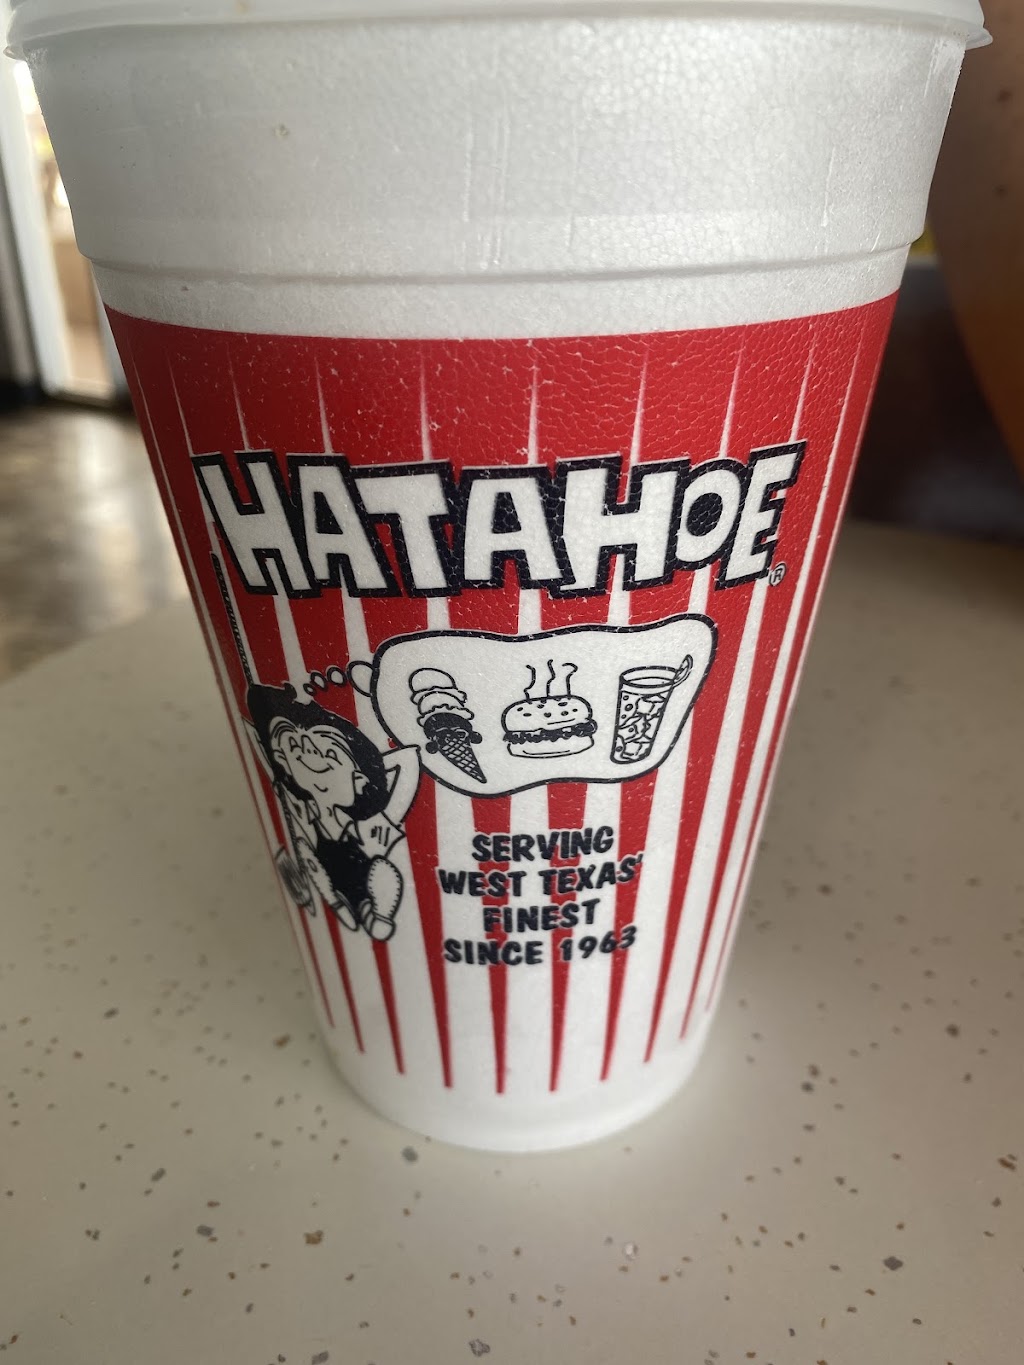 HATAHOE®
SERVING
WEST TEXAS'
FINEST
SINCE 1963